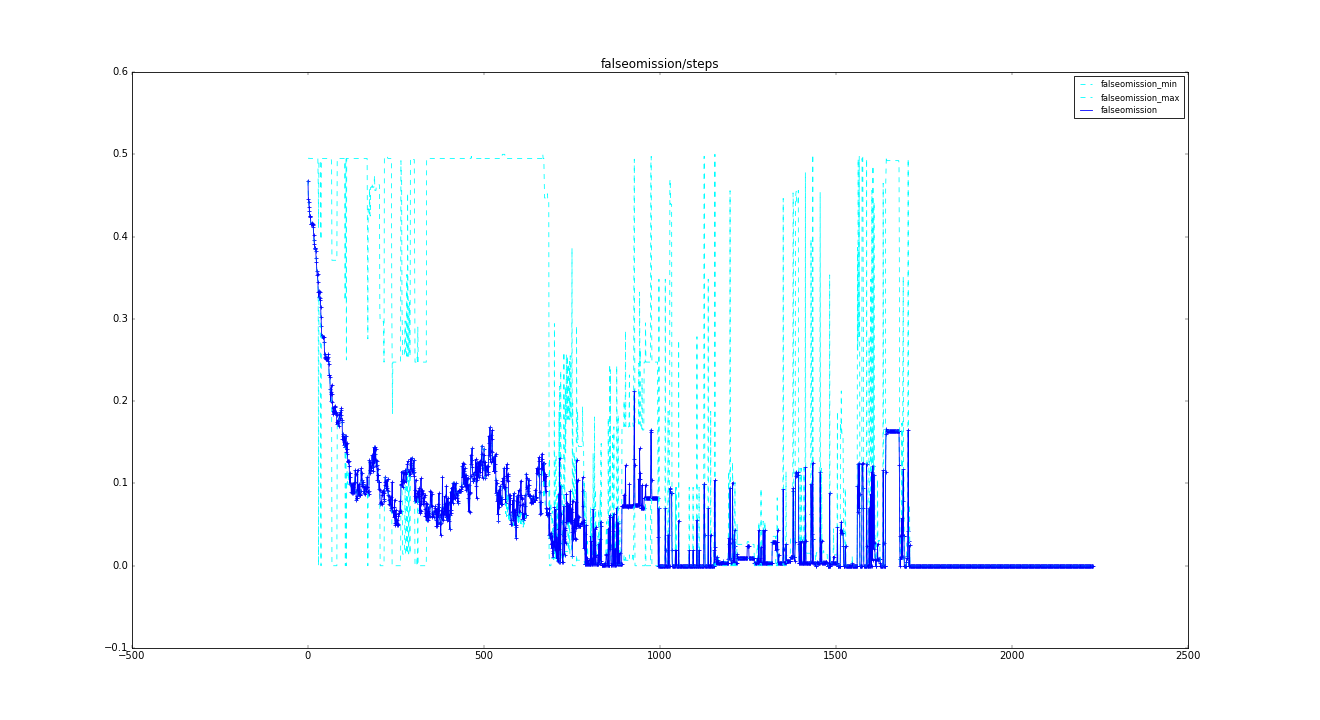 falseomission/steps
0.6
falseomission_min
falseomission_max
falseomission
0.5
0.4
0.3
0.2
0.1
0.0
−0.1
−500 0 500 1000 1500 2000 2500